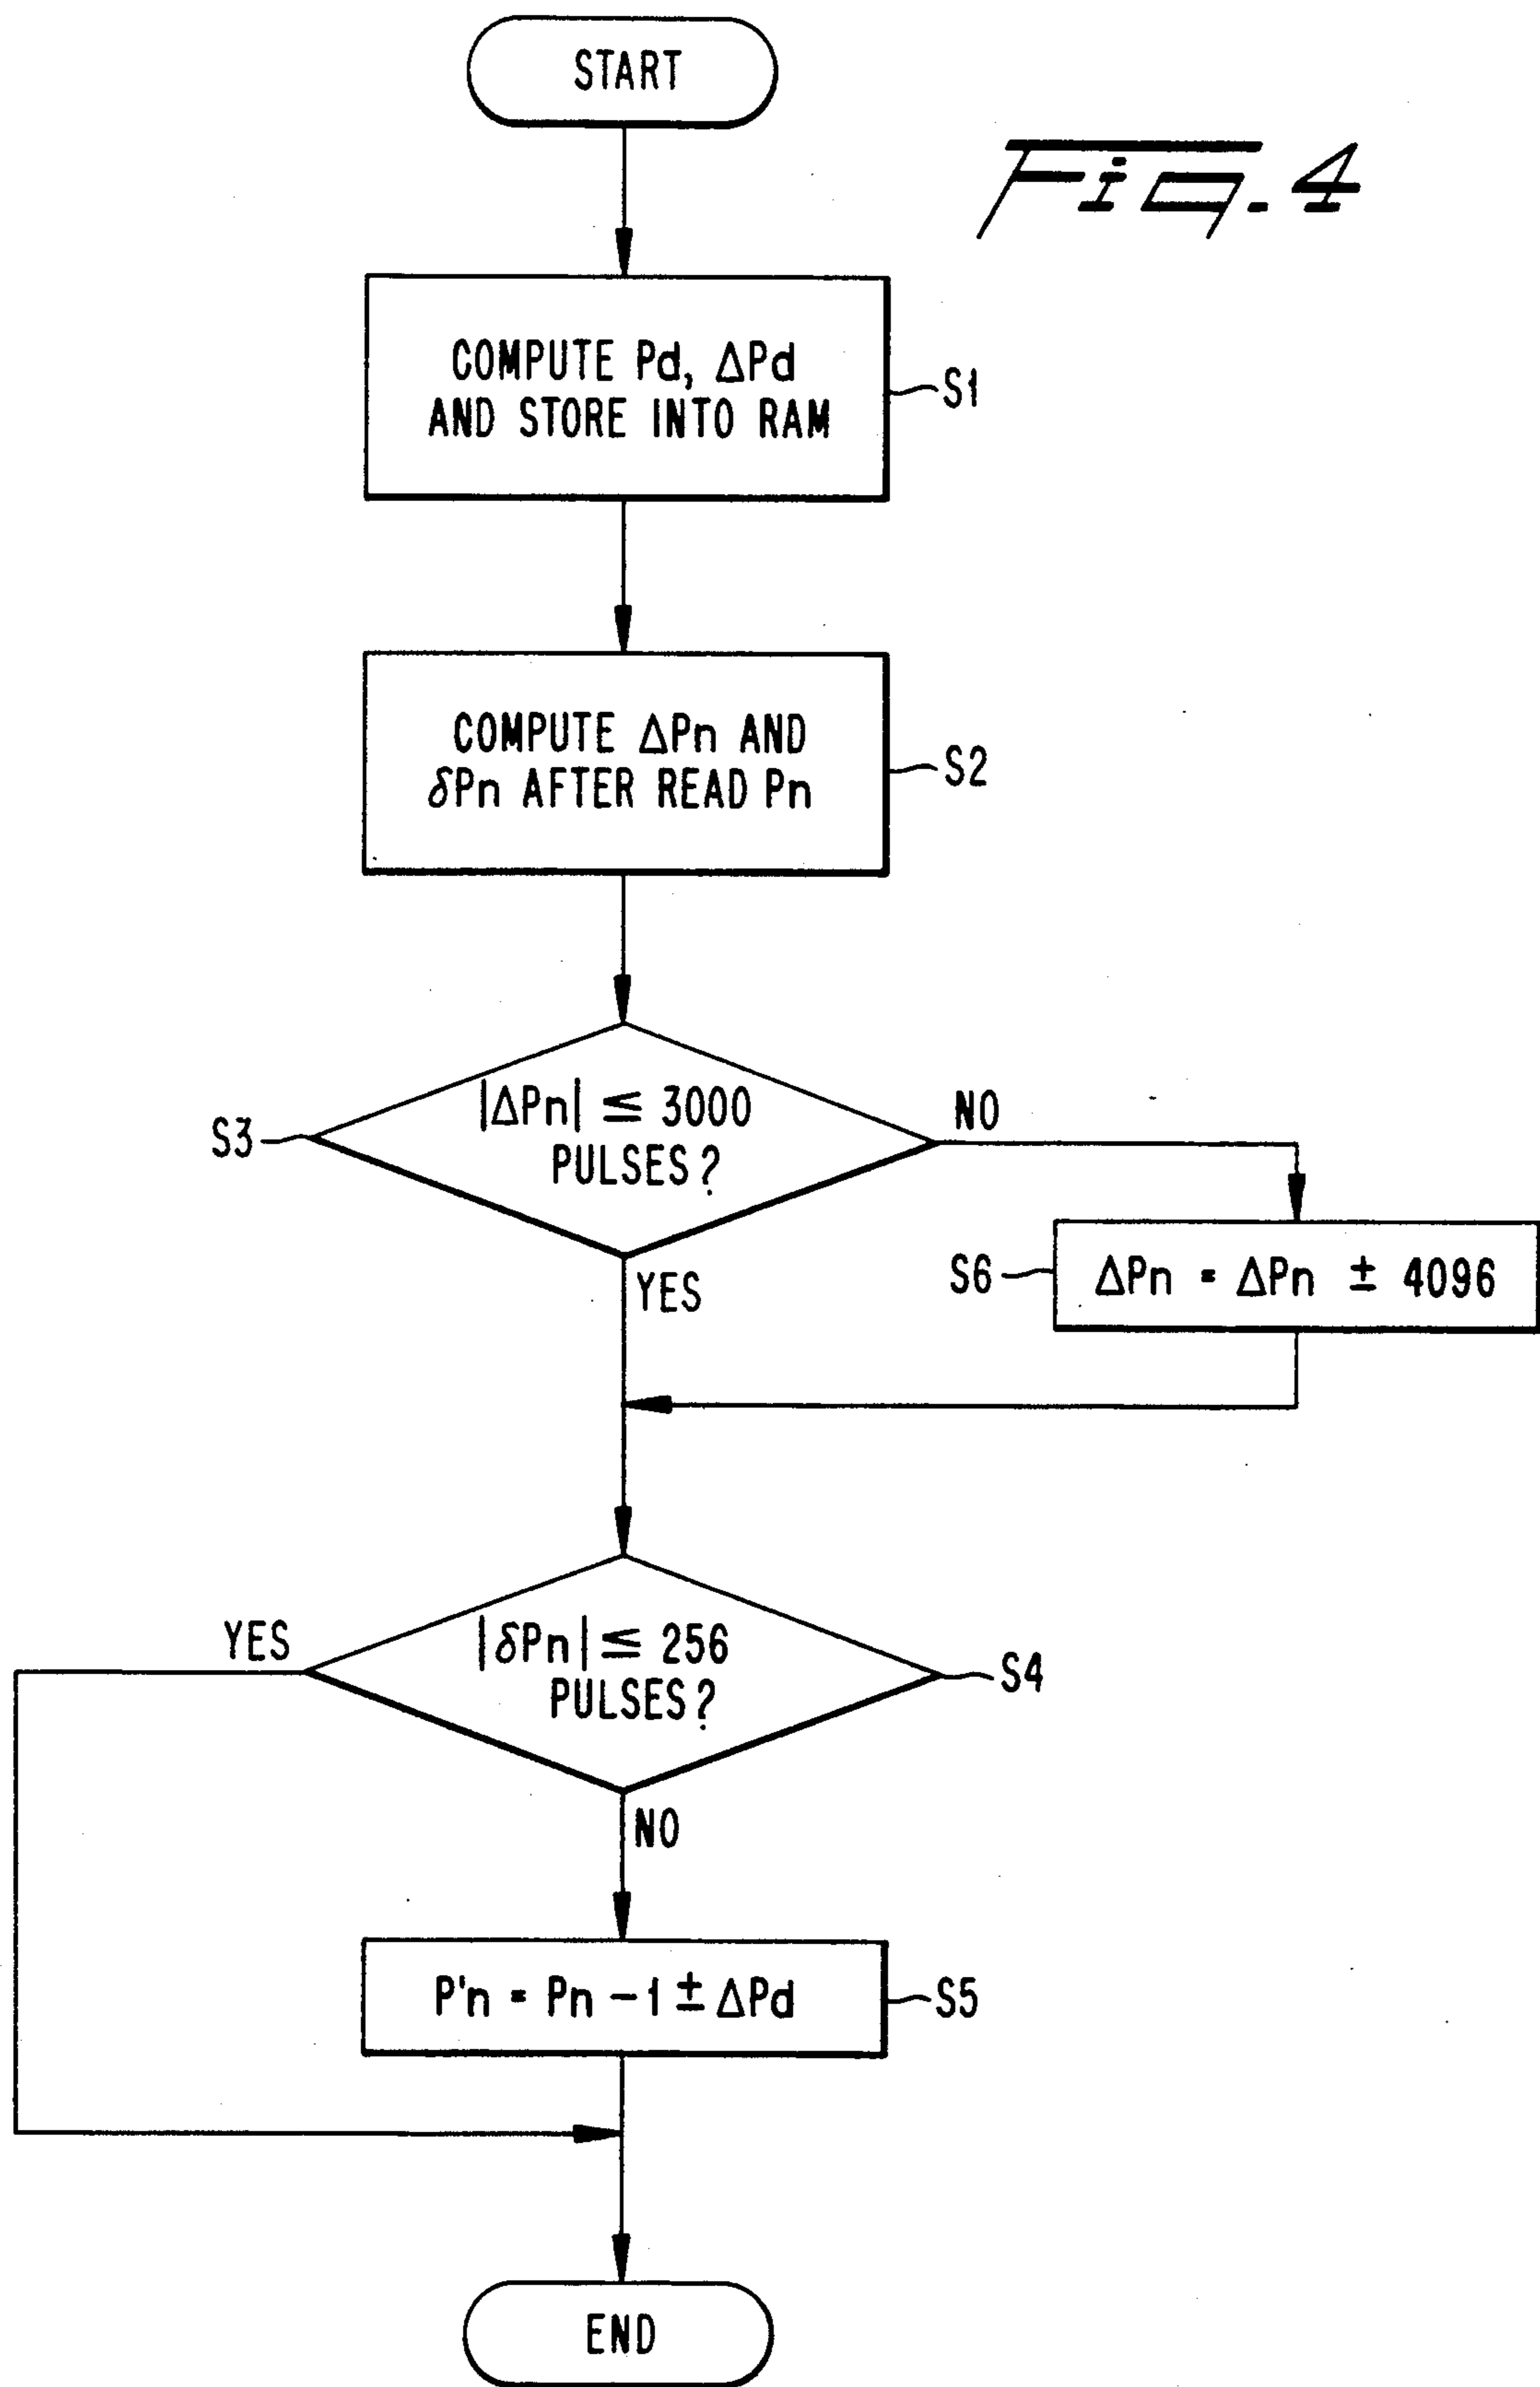 START
Fig. 4
COMPUTE Pd, ΔPd
AND STORE INTO RAM
S1
COMPUTE ΔPn AND
δPn AFTER READ Pn
S2
|ΔPn| ≦ 3000
PULSES?
S3
NO
YES
S6
ΔPn = ΔPn ± 4096
YES
|δPn| ≦ 256
PULSES?
S4
NO
P'n = Pn - 1 ± ΔPd
S5
END